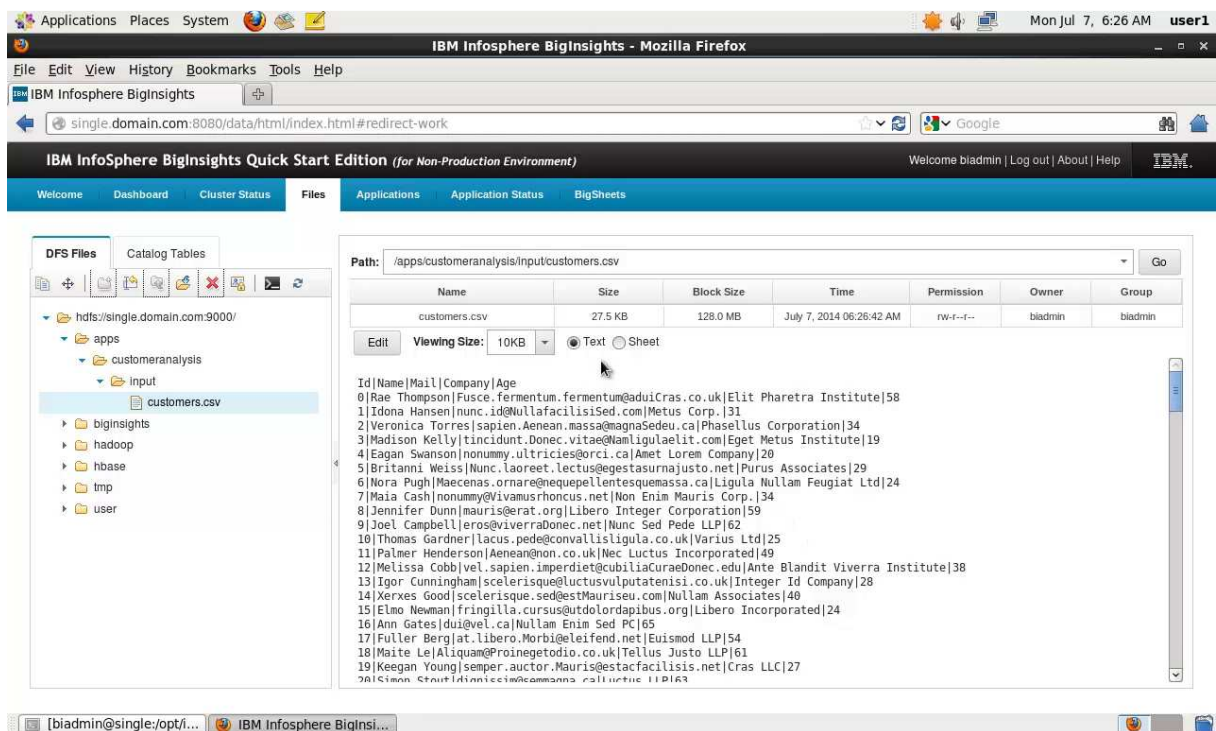 Applications Places System Mon Jul 7, 6:26 AM user1
IBM Infosphere BigInsights - Mozilla Firefox
File Edit View History Bookmarks Tools Help
IBM IBM Infosphere BigInsights
single.domain.com:8080/data/html/index.html#redirect-work Google
IBM InfoSphere BigInsights Quick Start Edition (for Non-Production Environment) Welcome biadmin | Log out | About | Help IBM.
Welcome Dashboard Cluster Status Files Applications Application Status BigSheets
DFS Files Catalog Tables
Path: /apps/customeranalysis/input/customers.csv Go
Name Size Block Size Time Permission Owner Group
customers.csv 27.5 KB 128.0 MB July 7, 2014 06:26:42 AM rw-r--r-- biadmin biadmin
Edit Viewing Size: 10KB Text Sheet
hdfs://single.domain.com:9000/
apps
customeranalysis
input
customers.csv
biginsights
hadoop
hbase
tmp
user
Id|Name|Mail|Company|Age
0|Rae Thompson|Fusce.fermentum.fermentum@aduiCras.co.uk|Elit Pharetra Institute|58
1|Idona Hansen|nunc.id@NullafacilisiSed.com|Metus Corp.|31
2|Veronica Torres|sapien.Aenean.massa@magnaSedeu.ca|Phasellus Corporation|34
3|Madison Kelly|tincidunt.Donec.vitae@Namligulaelit.com|Eget Metus Institute|19
4|Eagan Swanson|nonummy.ultricies@orci.ca|Amet Lorem Company|20
5|Britanni Weiss|Nunc.laoreet.lectus@egestasurnajusto.net|Purus Associates|29
6|Nora Pugh|Maecenas.ornare@nequepellentesquemassa.ca|Ligula Nullam Feugiat Ltd|24
7|Maia Cash|nonummy@Vivamusrhoncus.net|Non Enim Mauris Corp.|34
8|Jennifer Dunn|mauris@erat.org|Libero Integer Corporation|59
9|Joel Campbell|eros@viverraDonec.net|Nunc Sed Pede LLP|62
10|Thomas Gardner|lacus.pede@convallisligula.co.uk|Varius Ltd|25
11|Palmer Henderson|Aenean@non.co.uk|Nec Luctus Incorporated|49
12|Melissa Cobb|vel.sapien.imperdiet@cubiliaCuraeDonec.edu|Ante Blandit Viverra Institute|38
13|Igor Cunningham|scelerisque@luctusvulputatenisi.co.uk|Integer Id Company|28
14|Xerxes Good|scelerisque.sed@estMauriseu.com|Nullam Associates|40
15|Elmo Newman|fringilla.cursus@utdolordapibus.org|Libero Incorporated|24
16|Ann Gates|dui@vel.ca|Nullam Enim Sed PC|65
17|Fuller Berg|at.libero.Morbi@eleifend.net|Euismod LLP|54
18|Maite Le|Aliquam@Proinegetodio.co.uk|Tellus Justo LLP|61
19|Keegan Young|semper.auctor.Mauris@estacfacilisis.net|Cras LLC|27
20|Simon Stout|dignissim@semmagna.ca|Luctus LLP|63
[biadmin@single:/opt/i... IBM Infosphere BigInsi...